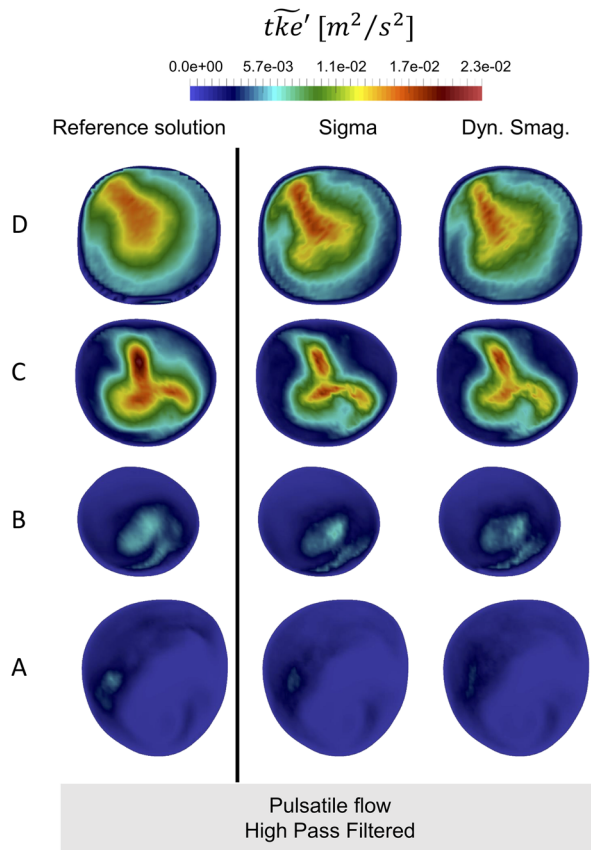 t\widetilde{ke}′ [m²/s²]
0.0e+00 5.7e-03 1.1e-02 1.7e-02 2.3e-02
Reference solution Sigma Dyn. Smag.
D
C
B
A
Pulsatile flow
High Pass Filtered